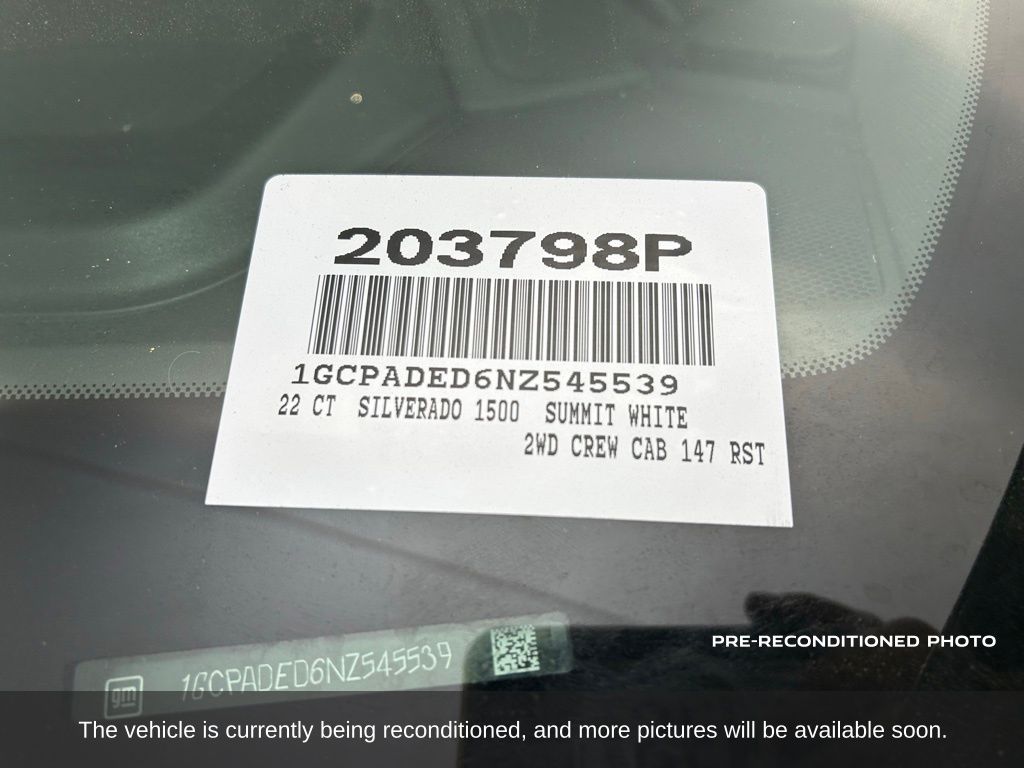 203798P
1GCPADED6NZ545539
22 CT SILVERADO 1500 SUMMIT WHITE
2WD CREW CAB 147 RST
gm 1GCPADED6NZ545539
PRE-RECONDITIONED PHOTO
The vehicle is currently being reconditioned, and more pictures will be available soon.